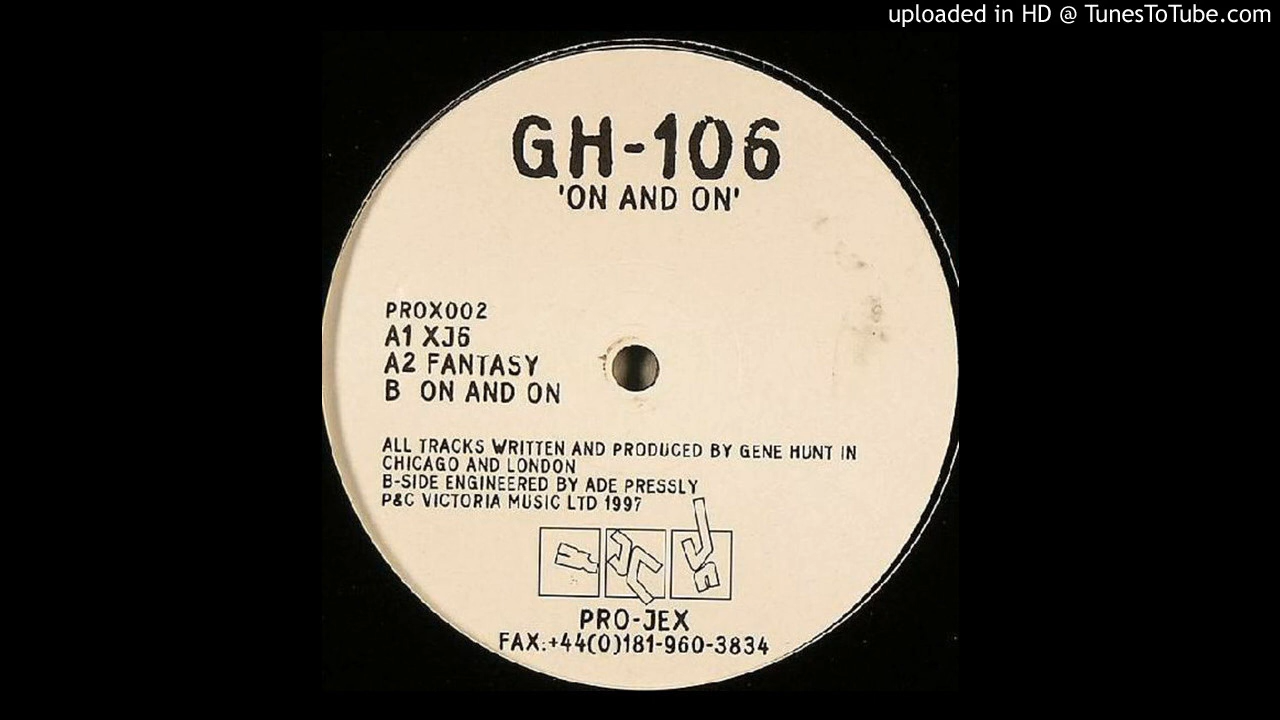 uploaded in HD @ TunesToTube.com
GH-106
'ON AND ON'
PROX002
A1 XJ6
A2 FANTASY
B ON AND ON
ALL TRACKS WRITTEN AND PRODUCED BY GENE HUNT IN
CHICAGO AND LONDON
B-SIDE ENGINEERED BY ADE PRESSLY
P&C VICTORIA MUSIC LTD 1997
PRO-JEX
FAX:+44(0)181-960-3834